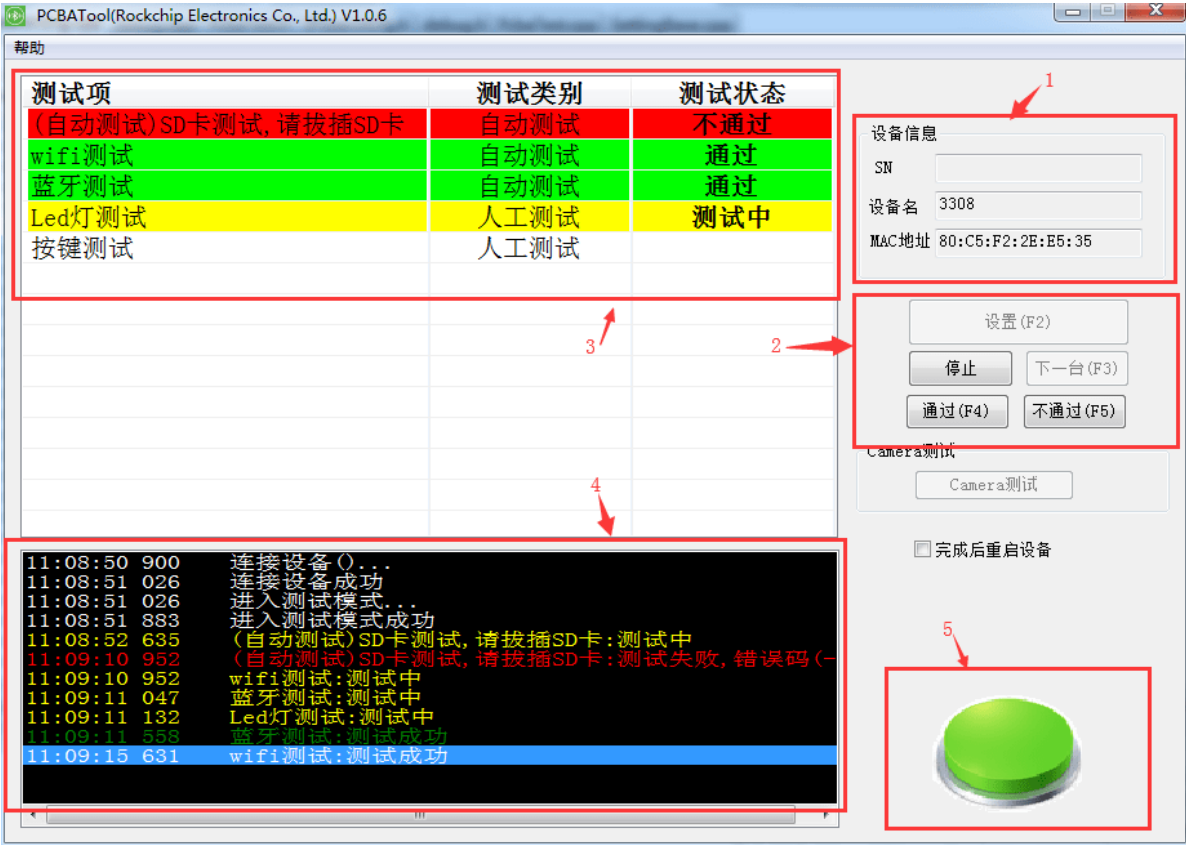 PCBATool(Rockchip Electronics Co., Ltd.) V1.0.6
帮助
测试项 测试类别 测试状态
(自动测试)SD卡测试,请拔插SD卡 自动测试 不通过
wifi测试 自动测试 通过
蓝牙测试 自动测试 通过
Led灯测试 人工测试 测试中
按键测试 人工测试
3
1
设备信息
SN
设备名 3308
MAC地址 80:C5:F2:2E:E5:35
2
设置(F2)
停止 下一台(F3)
通过(F4) 不通过(F5)
Camera测试
Camera测试
完成后重启设备
4
11:08:50 900 连接设备()...
11:08:51 026 连接设备成功
11:08:51 026 进入测试模式...
11:08:51 883 进入测试模式成功
11:08:52 635 (自动测试)SD卡测试,请拔插SD卡:测试中
11:09:10 952 (自动测试)SD卡测试,请拔插SD卡:测试失败,错误码(-
11:09:10 952 wifi测试:测试中
11:09:11 047 蓝牙测试:测试中
11:09:11 132 Led灯测试:测试中
11:09:11 558 蓝牙测试:测试成功
11:09:15 631 wifi测试:测试成功
5